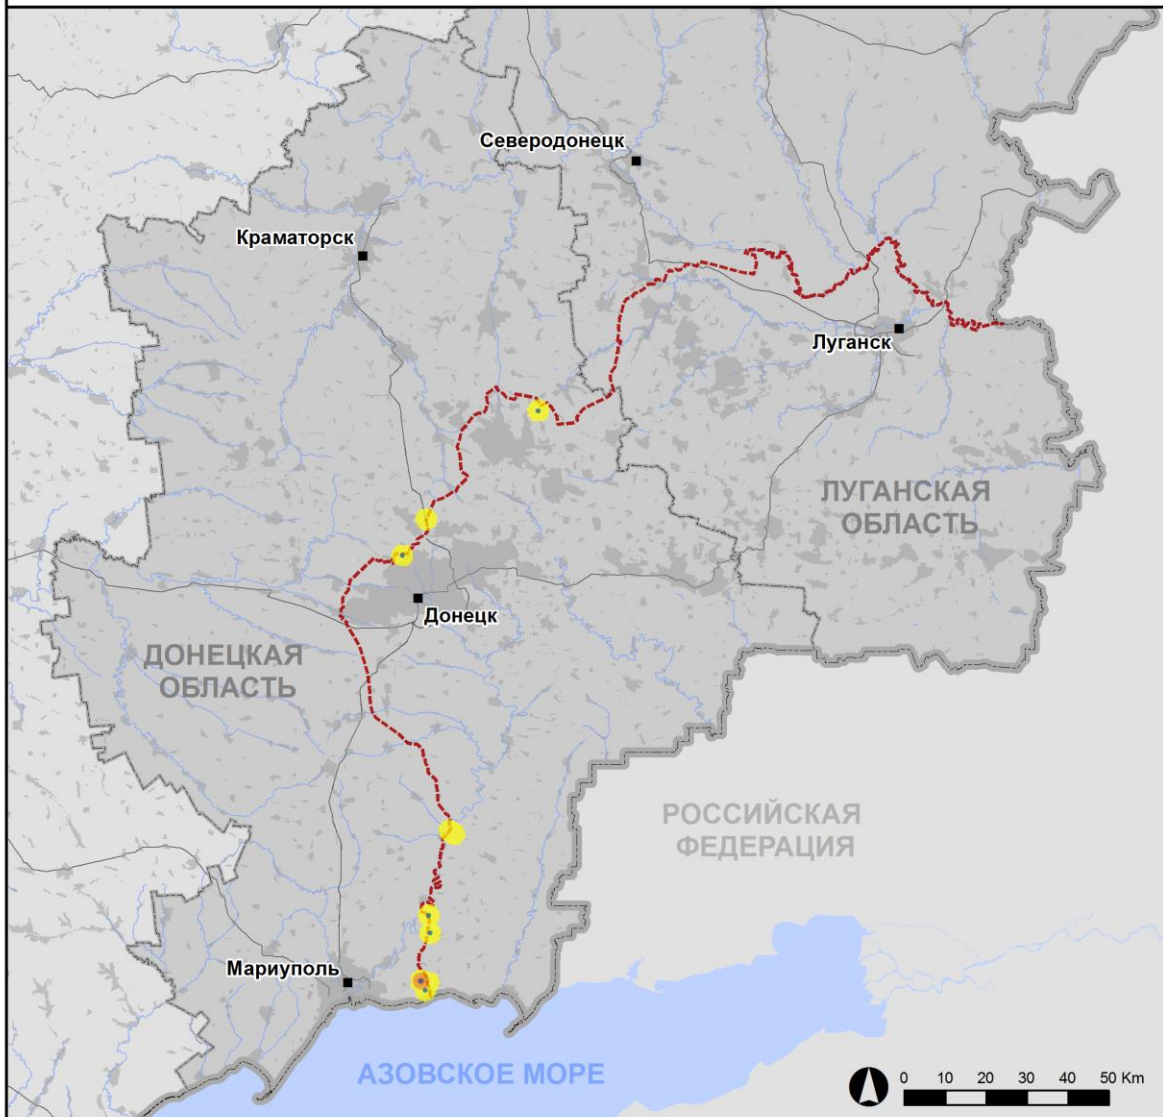 Северодонецк
Краматорск
Луганск
ЛУГАНСКАЯ
ОБЛАСТЬ
Донецк
ДОНЕЦКАЯ
ОБЛАСТЬ
РОССИЙСКАЯ
ФЕДЕРАЦИЯ
Мариуполь
АЗОВСКОЕ МОРЕ
0 10 20 30 40 50 Km